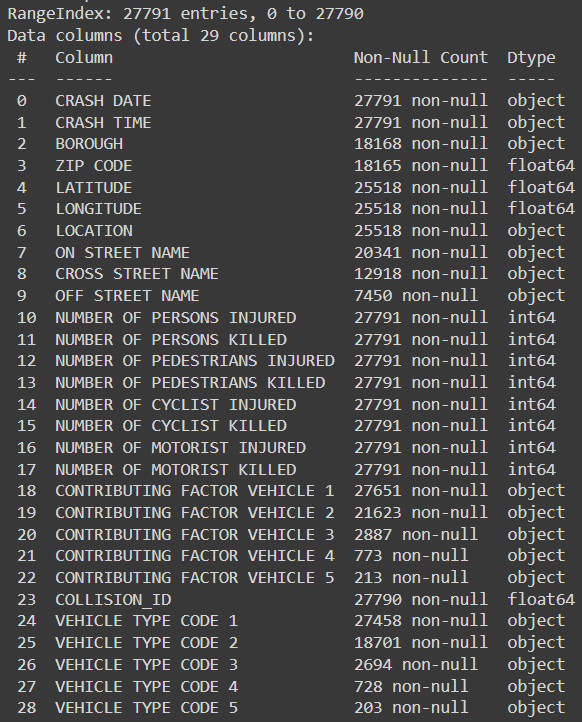 RangeIndex: 27791 entries, 0 to 27790
Data columns (total 29 columns):
 #   Column                         Non-Null Count  Dtype
---  ------                         --------------  -----
 0   CRASH DATE                     27791 non-null  object
 1   CRASH TIME                     27791 non-null  object
 2   BOROUGH                        18168 non-null  object
 3   ZIP CODE                       18165 non-null  float64
 4   LATITUDE                       25518 non-null  float64
 5   LONGITUDE                      25518 non-null  float64
 6   LOCATION                       25518 non-null  object
 7   ON STREET NAME                 20341 non-null  object
 8   CROSS STREET NAME              12918 non-null  object
 9   OFF STREET NAME                7450 non-null   object
 10  NUMBER OF PERSONS INJURED      27791 non-null  int64
 11  NUMBER OF PERSONS KILLED       27791 non-null  int64
 12  NUMBER OF PEDESTRIANS INJURED  27791 non-null  int64
 13  NUMBER OF PEDESTRIANS KILLED   27791 non-null  int64
 14  NUMBER OF CYCLIST INJURED      27791 non-null  int64
 15  NUMBER OF CYCLIST KILLED       27791 non-null  int64
 16  NUMBER OF MOTORIST INJURED     27791 non-null  int64
 17  NUMBER OF MOTORIST KILLED      27791 non-null  int64
 18  CONTRIBUTING FACTOR VEHICLE 1  27651 non-null  object
 19  CONTRIBUTING FACTOR VEHICLE 2  21623 non-null  object
 20  CONTRIBUTING FACTOR VEHICLE 3  2887 non-null   object
 21  CONTRIBUTING FACTOR VEHICLE 4  773 non-null    object
 22  CONTRIBUTING FACTOR VEHICLE 5  213 non-null    object
 23  COLLISION_ID                   27790 non-null  float64
 24  VEHICLE TYPE CODE 1            27458 non-null  object
 25  VEHICLE TYPE CODE 2            18701 non-null  object
 26  VEHICLE TYPE CODE 3            2694 non-null   object
 27  VEHICLE TYPE CODE 4            728 non-null    object
 28  VEHICLE TYPE CODE 5            203 non-null    object